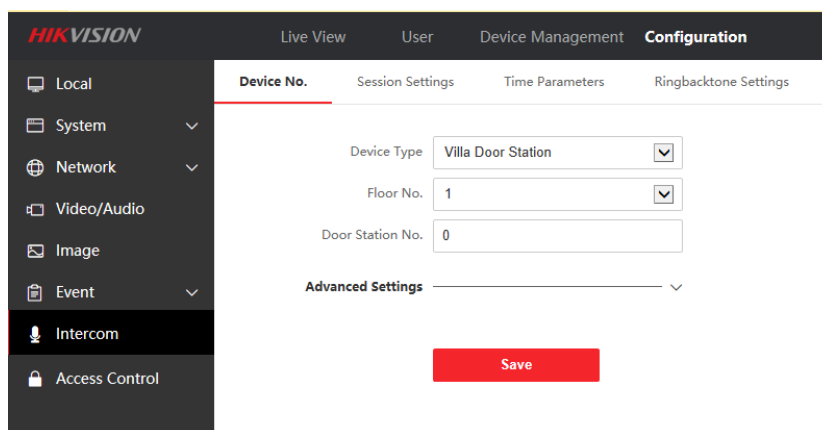 HIKVISION Live View User Device Management Configuration
Local
System
Network
Video/Audio
Image
Event
Intercom
Access Control
Device No. Session Settings Time Parameters Ringbacktone Settings
Device Type Villa Door Station
Floor No. 1
Door Station No. 0
Advanced Settings
Save